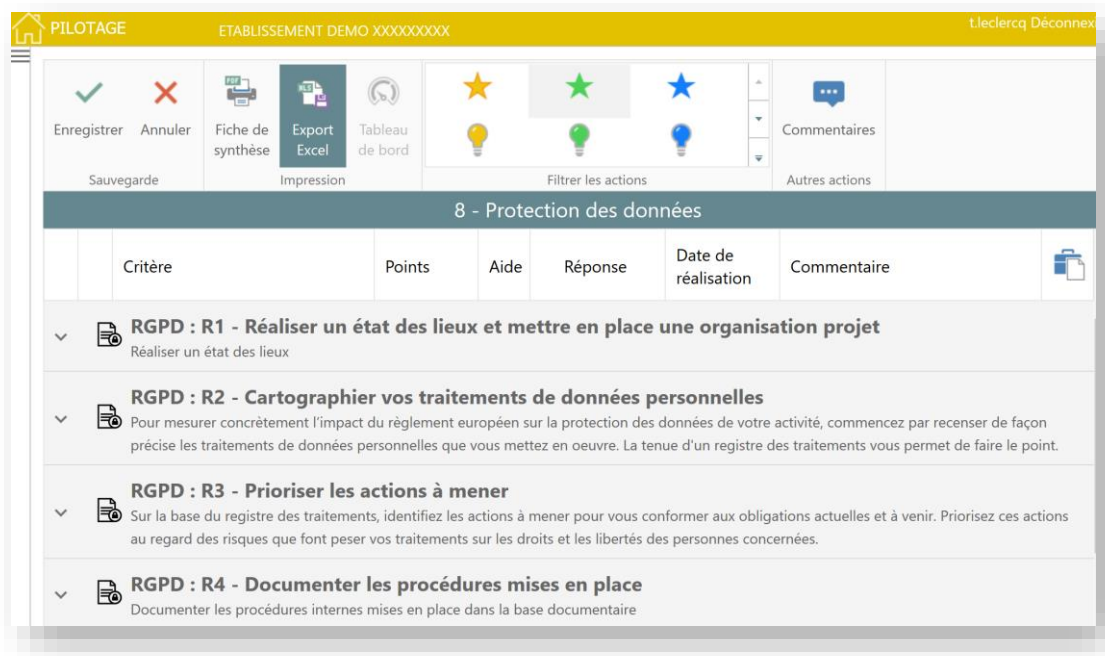 PILOTAGE
ETABLISSEMENT DEMO XXXXXXXXX
t.leclercq Déconnex
Enregistrer
Annuler
Fiche de
synthèse
Export
Excel
Tableau
de bord
Commentaires
Sauvegarde
Impression
Filtrer les actions
Autres actions
8 - Protection des données
Critère
Points
Aide
Réponse
Date de
réalisation
Commentaire
RGPD : R1 - Réaliser un état des lieux et mettre en place une organisation projet
Réaliser un état des lieux
RGPD : R2 - Cartographier vos traitements de données personnelles
Pour mesurer concrètement l'impact du règlement européen sur la protection des données de votre activité, commencez par recenser de façon
précise les traitements de données personnelles que vous mettez en oeuvre. La tenue d'un registre des traitements vous permet de faire le point.
RGPD : R3 - Prioriser les actions à mener
Sur la base du registre des traitements, identifiez les actions à mener pour vous conformer aux obligations actuelles et à venir. Priorisez ces actions
au regard des risques que font peser vos traitements sur les droits et les libertés des personnes concernées.
RGPD : R4 - Documenter les procédures mises en place
Documenter les procédures internes mises en place dans la base documentaire